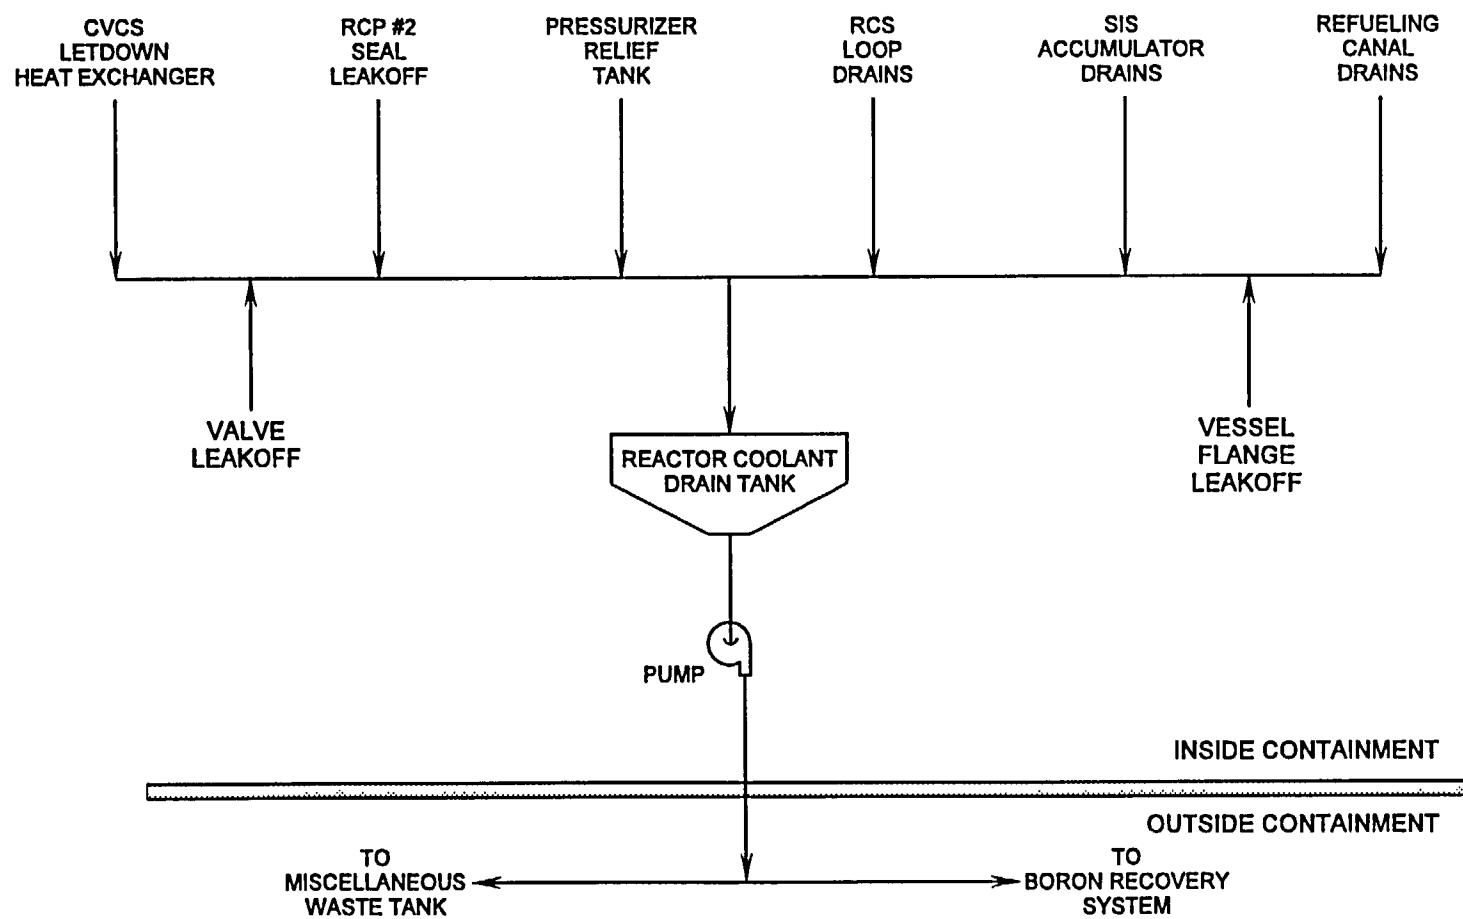 CVCS
LETDOWN
HEAT EXCHANGER
RCP #2
SEAL
LEAKOFF
PRESSURIZER
RELIEF
TANK
RCS
LOOP
DRAINS
SIS
ACCUMULATOR
DRAINS
REFUELING
CANAL
DRAINS
VALVE
LEAKOFF
REACTOR COOLANT
DRAIN TANK
VESSEL
FLANGE
LEAKOFF
PUMP
INSIDE CONTAINMENT
OUTSIDE CONTAINMENT
TO
MISCELLANEOUS
WASTE TANK
TO
BORON RECOVERY
SYSTEM